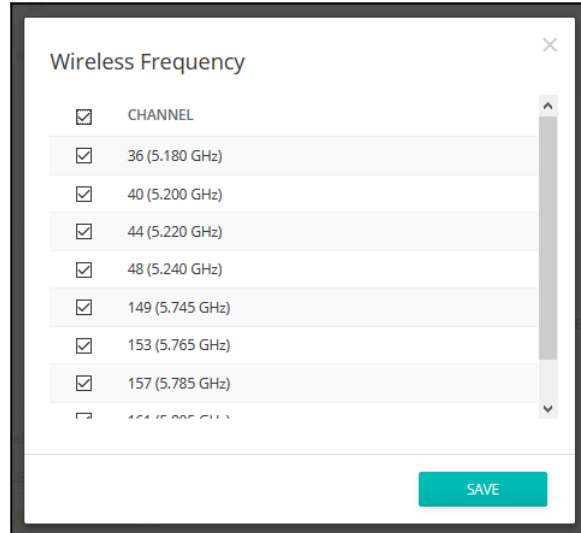 Wireless Frequency
CHANNEL
36 (5.180 GHz)
40 (5.200 GHz)
44 (5.220 GHz)
48 (5.240 GHz)
149 (5.745 GHz)
153 (5.765 GHz)
157 (5.785 GHz)
SAVE